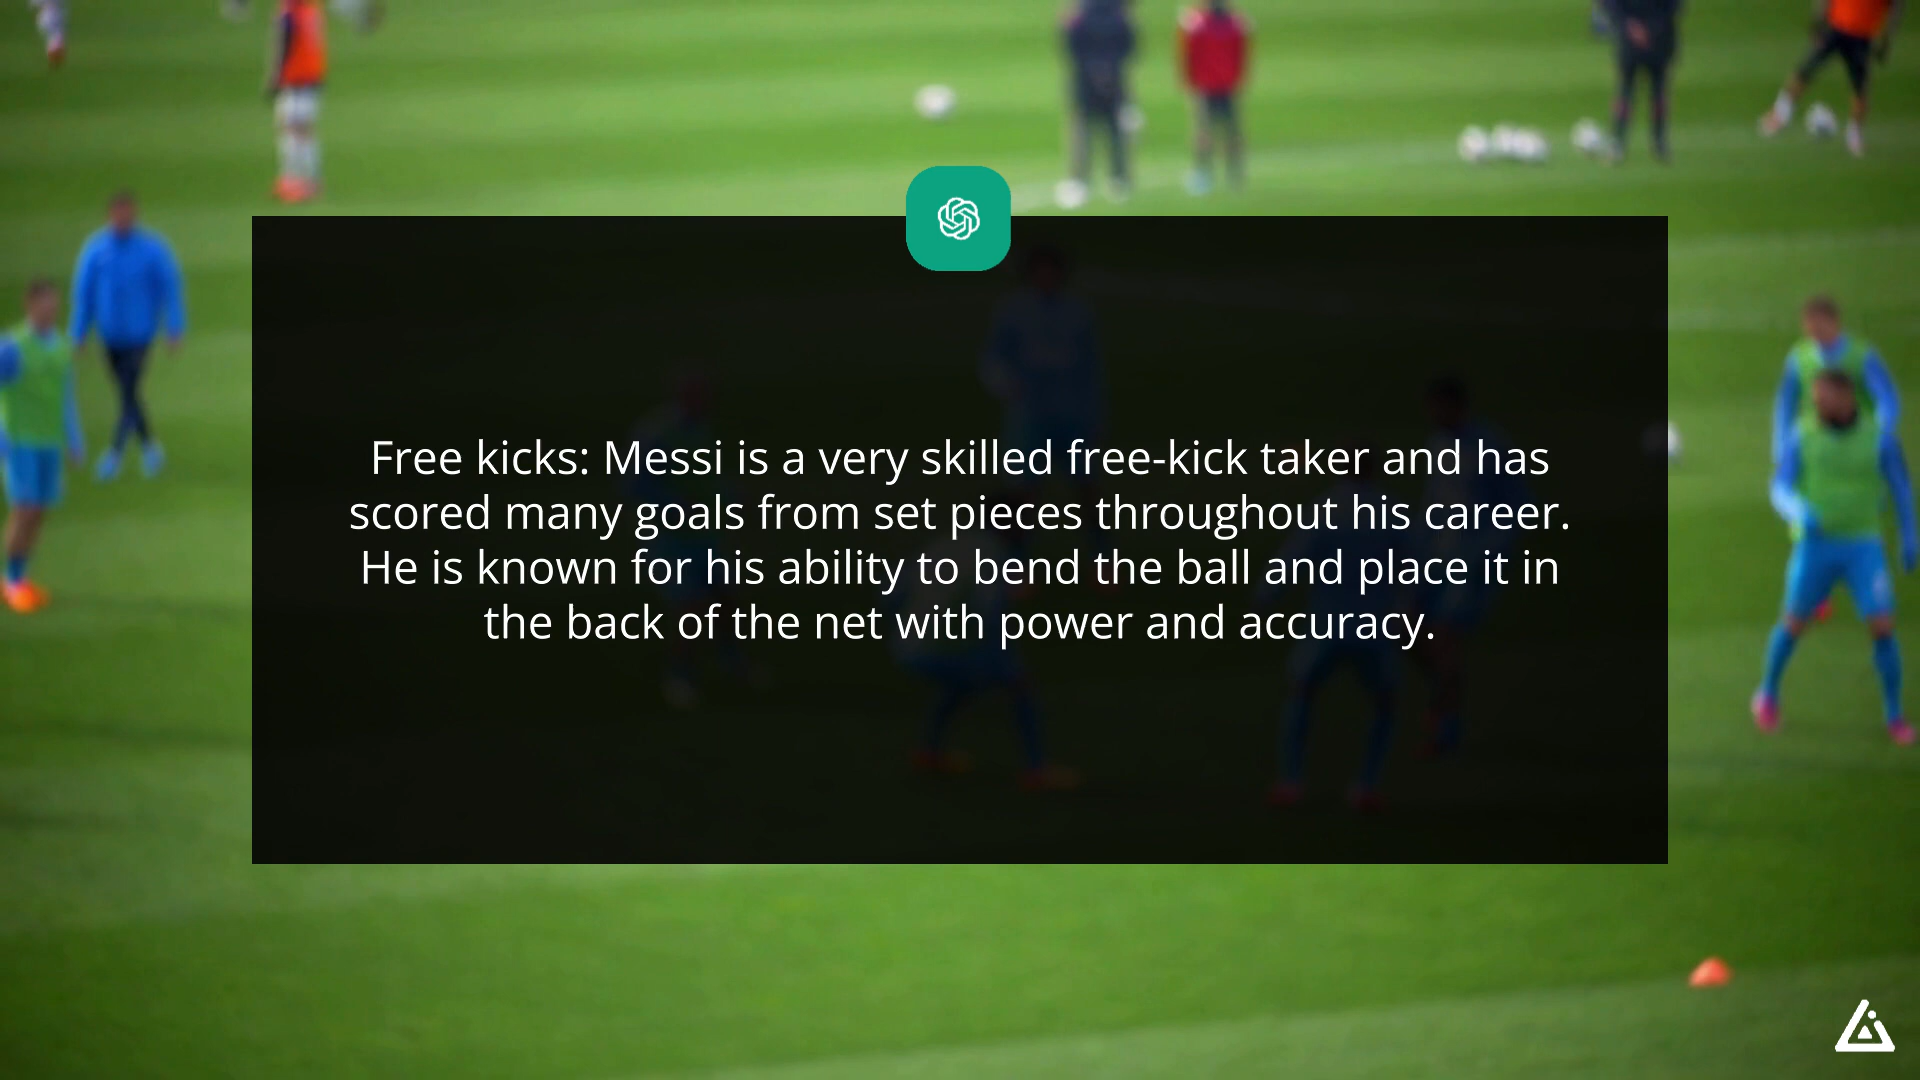 Free kicks: Messi is a very skilled free-kick taker and has
scored many goals from set pieces throughout his career.
He is known for his ability to bend the ball and place it in
the back of the net with power and accuracy.